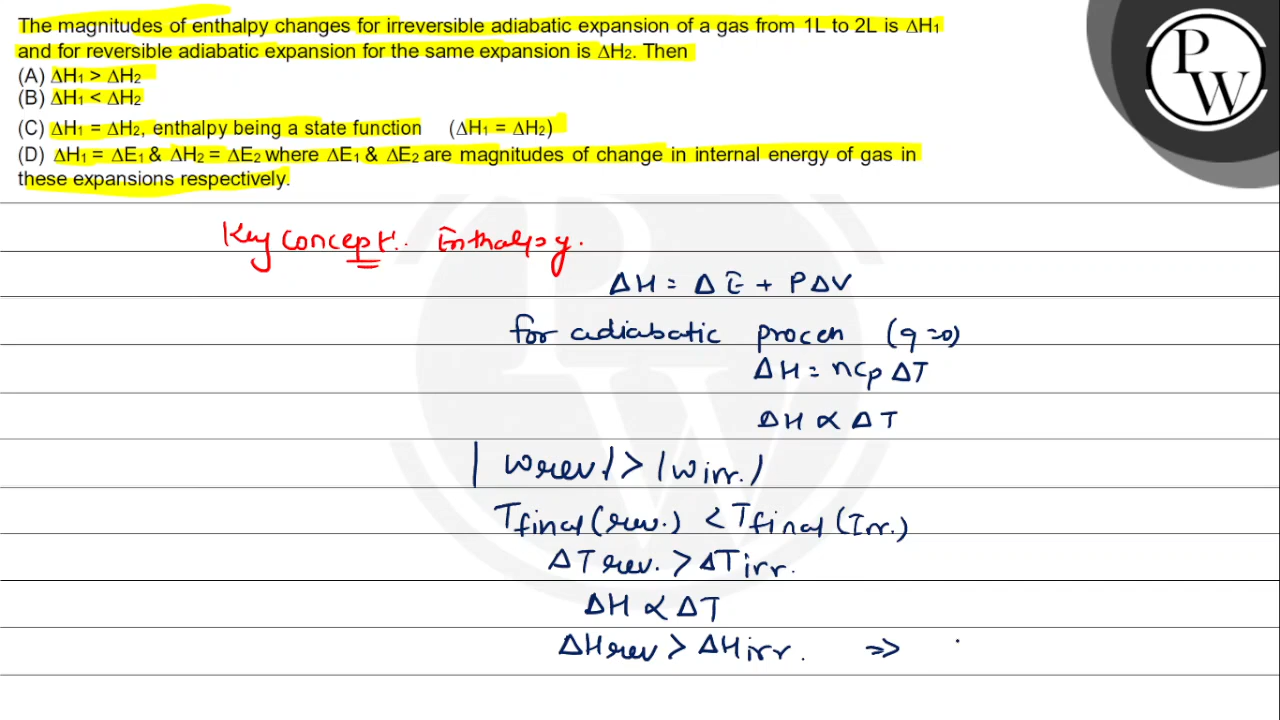 The magnitudes of enthalpy changes for irreversible adiabatic expansion of a gas from 1L to 2L is ΔH₁
and for reversible adiabatic expansion for the same expansion is ΔH₂. Then
(A) ΔH₁ > ΔH₂
(B) ΔH₁ < ΔH₂
(C) ΔH₁ = ΔH₂, enthalpy being a state function (ΔH₁ = ΔH₂)
(D) ΔH₁ = ΔE₁ & ΔH₂ = ΔE₂ where ΔE₁ & ΔE₂ are magnitudes of change in internal energy of gas in
these expansions respectively.
P
W
Key concept:. Enthalpy.
ΔH = ΔE + PΔV
for adiabatic process (q=0)
ΔH = nCp ΔT
ΔH ∝ ΔT
|Wrev.| > |Wirr.|
Tfinal (rev.) < Tfinal (Irr.)
ΔTrev. > ΔTirr.
ΔH ∝ ΔT
ΔHrev > ΔHirr. ⇒